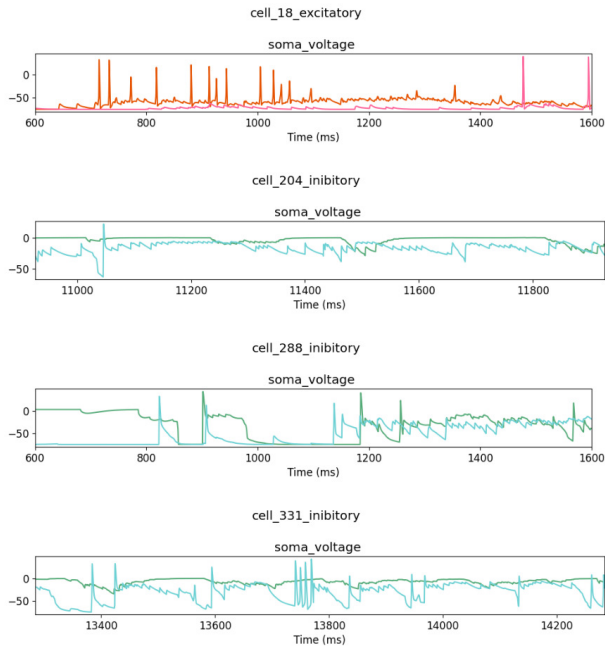 cell_18_excitatory
soma_voltage
0
−50
600 800 1000 1200 1400 1600
Time (ms)
cell_204_inibitory
soma_voltage
0
−50
11000 11200 11400 11600 11800
Time (ms)
cell_288_inibitory
soma_voltage
0
−50
600 800 1000 1200 1400 1600
Time (ms)
cell_331_inibitory
soma_voltage
0
−50
13400 13600 13800 14000 14200
Time (ms)